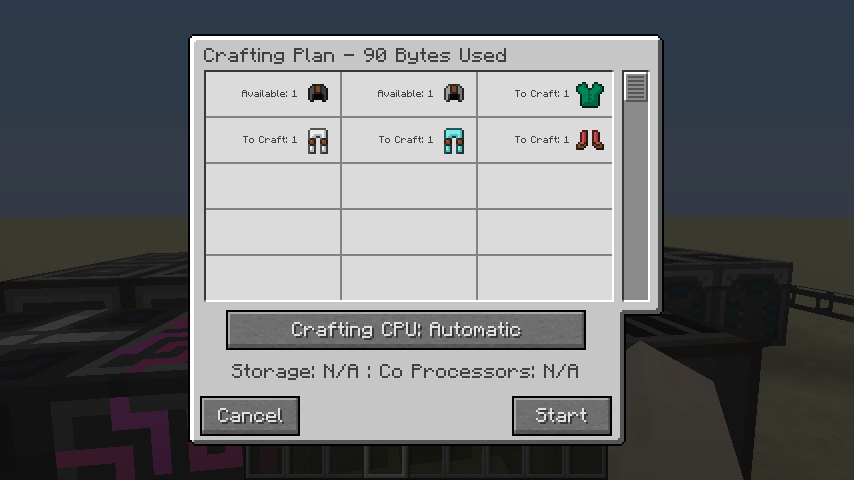 Crafting Plan - 90 Bytes Used
Available: 1 Available: 1 To Craft: 1
To Craft: 1 To Craft: 1 To Craft: 1
Crafting CPU: Automatic
Storage: N/A : Co Processors: N/A
Cancel Start